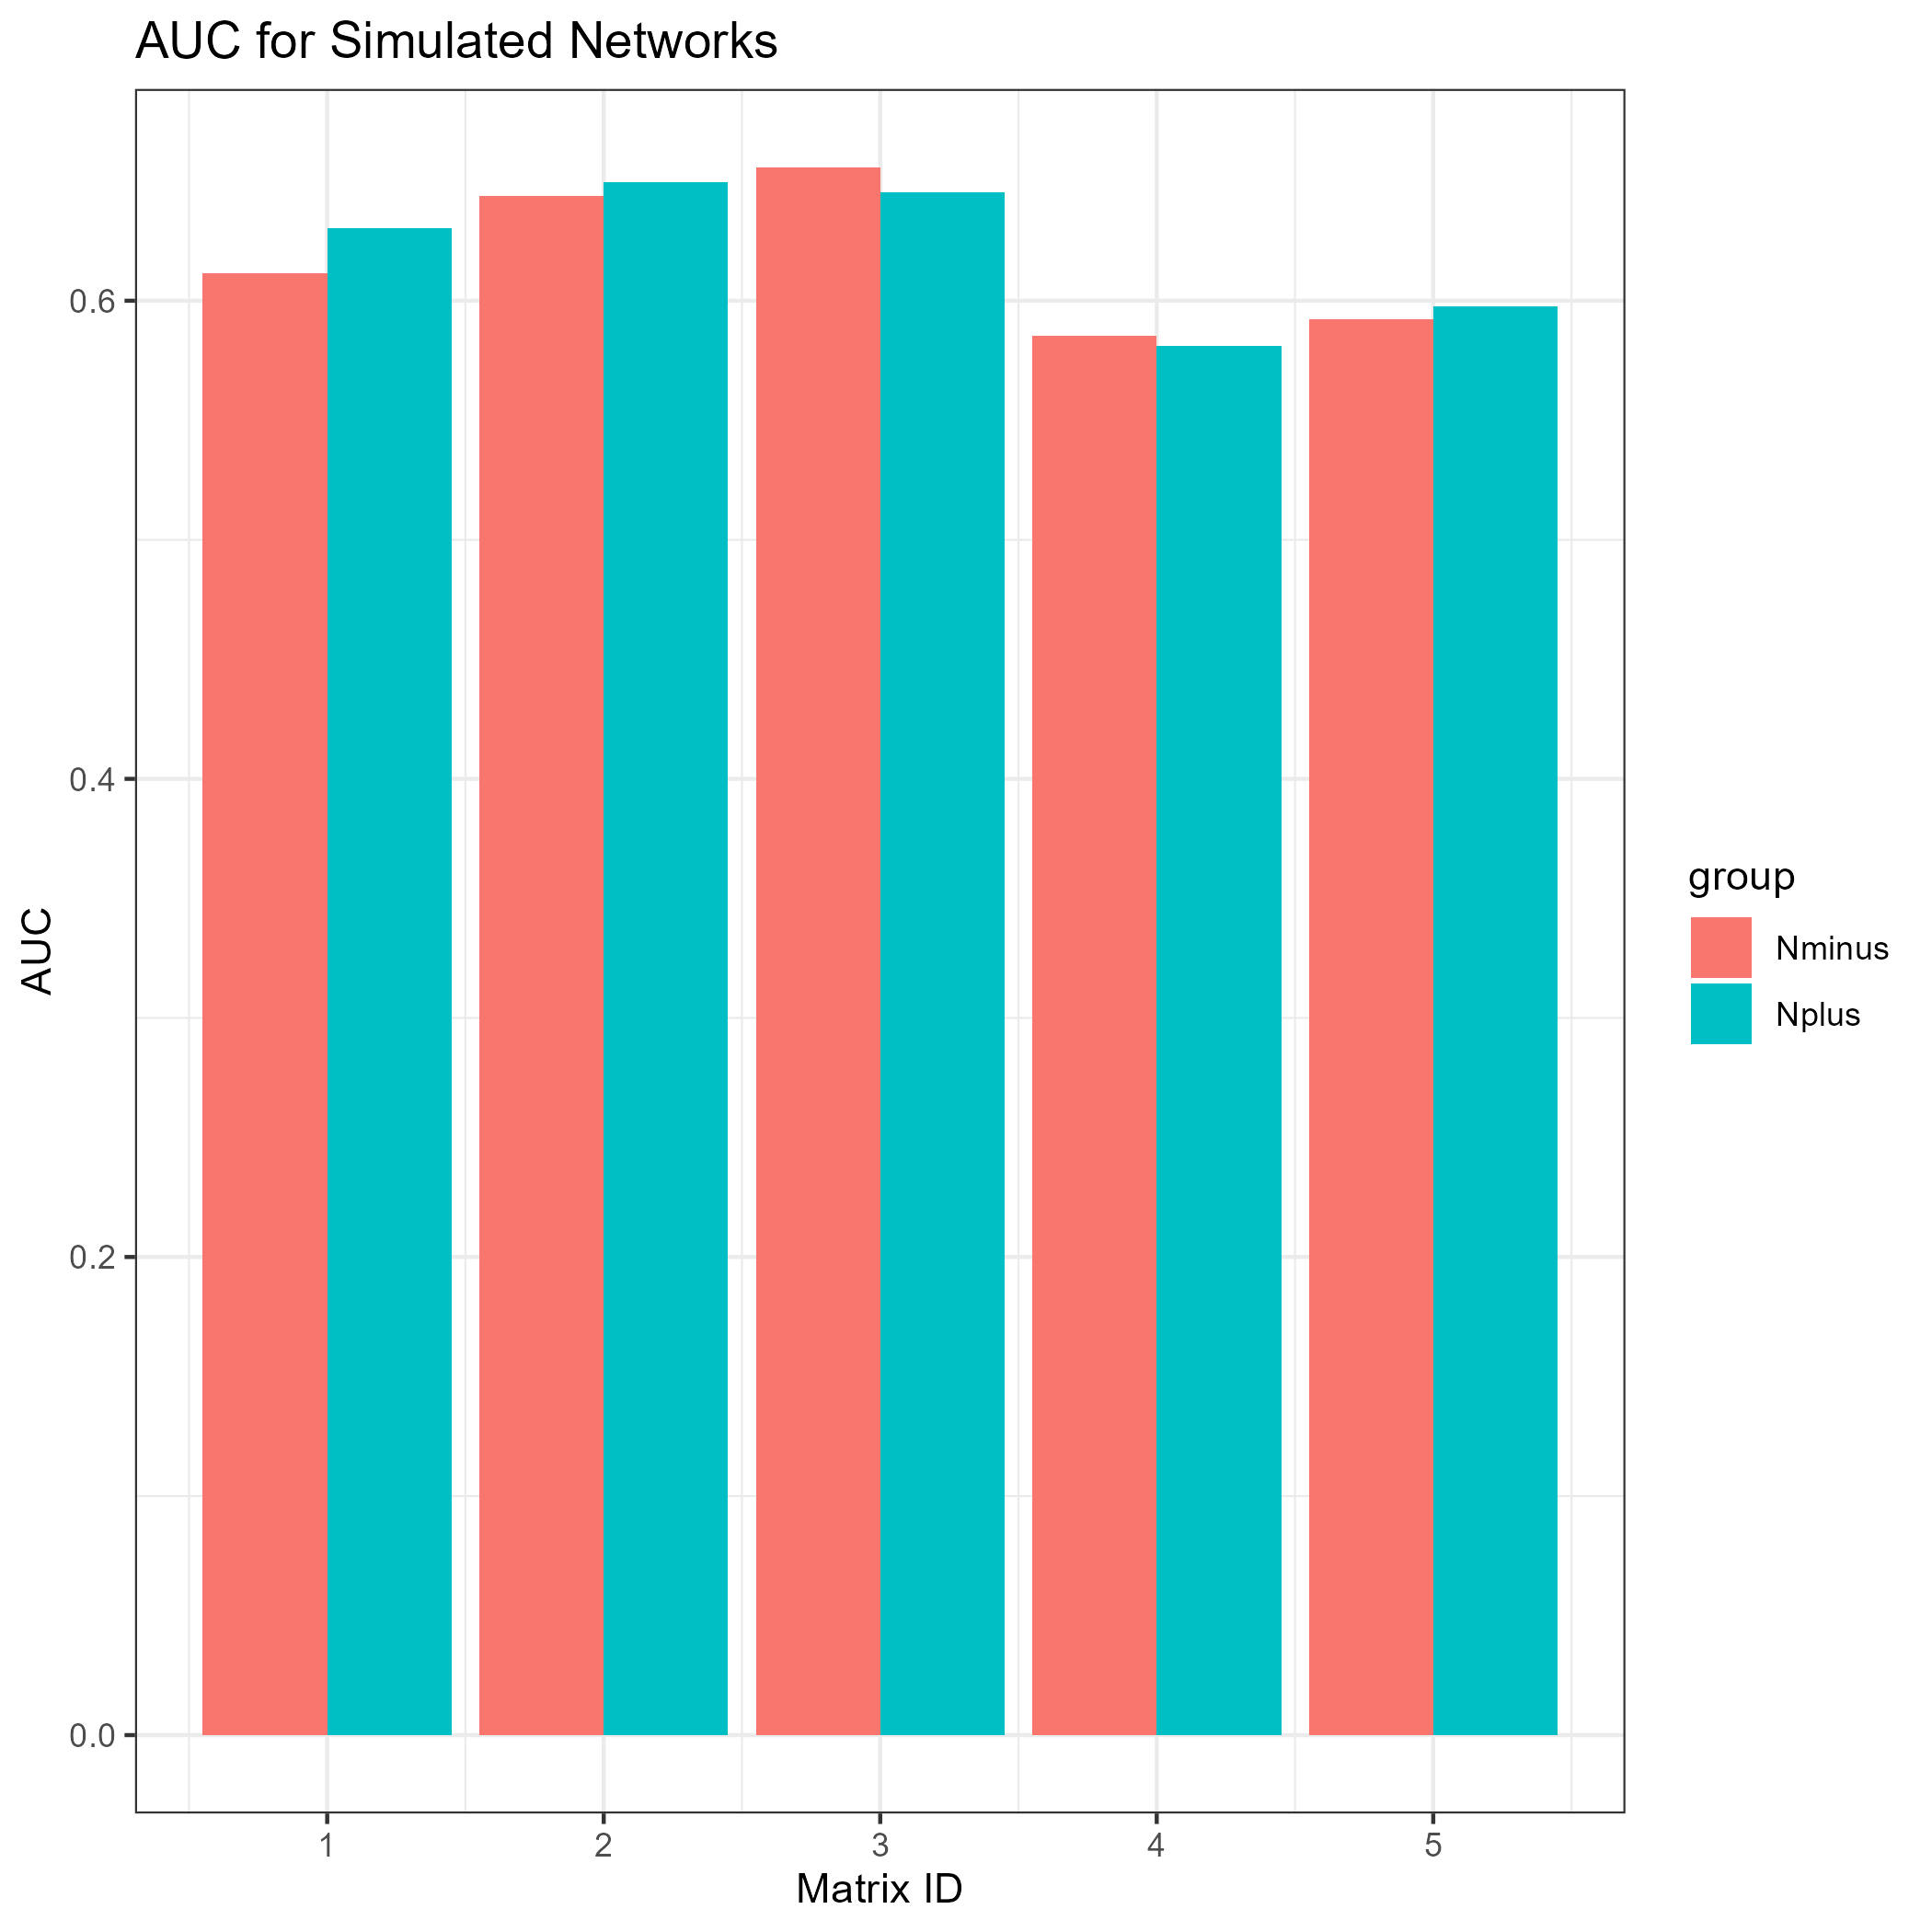 AUC for Simulated Networks
0.6
0.4
0.2
0.0
AUC
1 2 3 4 5
Matrix ID
group
Nminus
Nplus